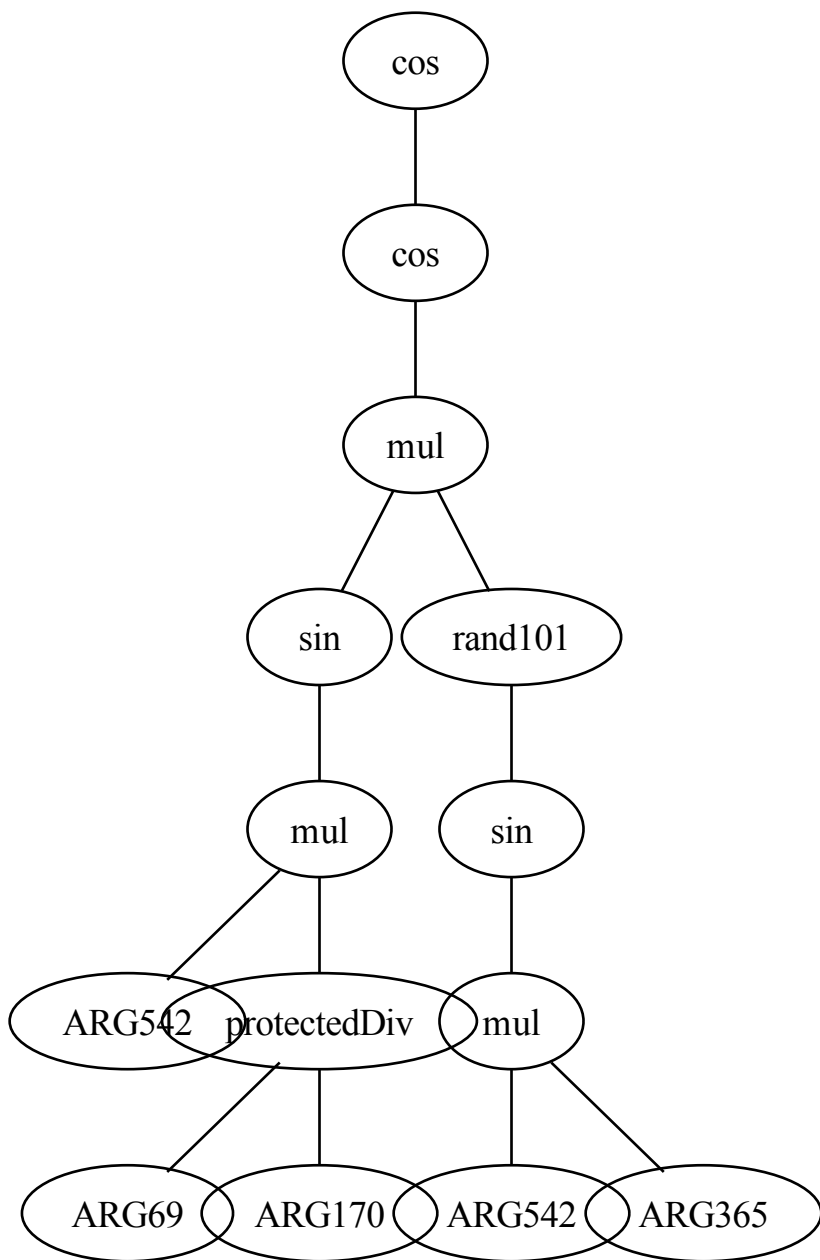 cos
cos
mul
sin rand101
mul sin
ARG542 protectedDiv mul
ARG69 ARG170 ARG542 ARG365